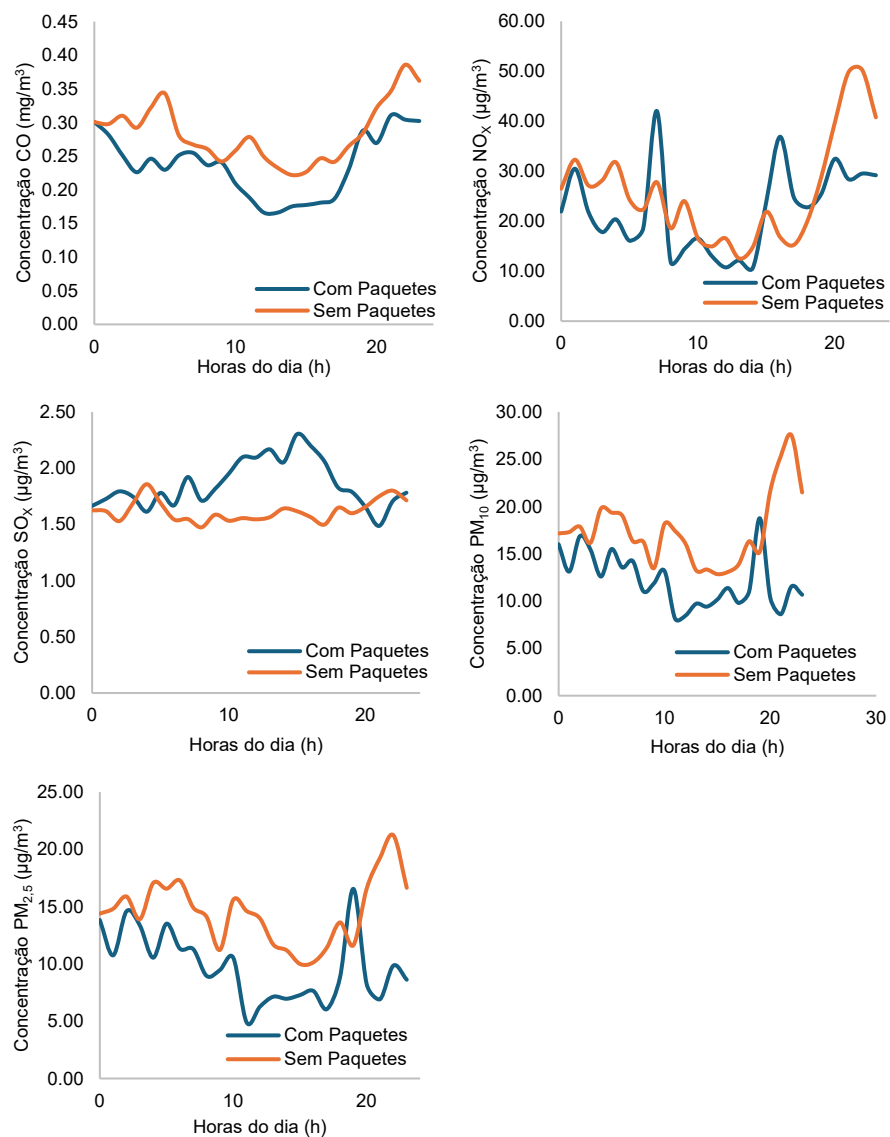 Concentração CO (mg/m³)
0.45
0.40
0.35
0.30
0.25
0.20
0.15
0.10
0.05
0.00
Com Paquetes
Sem Paquetes
0 10 20
Horas do dia (h)
Concentração NOX (µg/m³)
60.00
50.00
40.00
30.00
20.00
10.00
0.00
Com Paquetes
Sem Paquetes
0 10 20
Horas do dia (h)
Concentração SOX (µg/m³)
2.50
2.00
1.50
1.00
0.50
0.00
Com Paquetes
Sem Paquetes
0 10 20
Horas do dia (h)
Concentração PM10 (µg/m³)
30.00
25.00
20.00
15.00
10.00
5.00
0.00
Com Paquetes
Sem Paquetes
0 10 20 30
Horas do dia (h)
Concentração PM2,5 (µg/m³)
25.00
20.00
15.00
10.00
5.00
0.00
Com Paquetes
Sem Paquetes
0 10 20
Horas do dia (h)